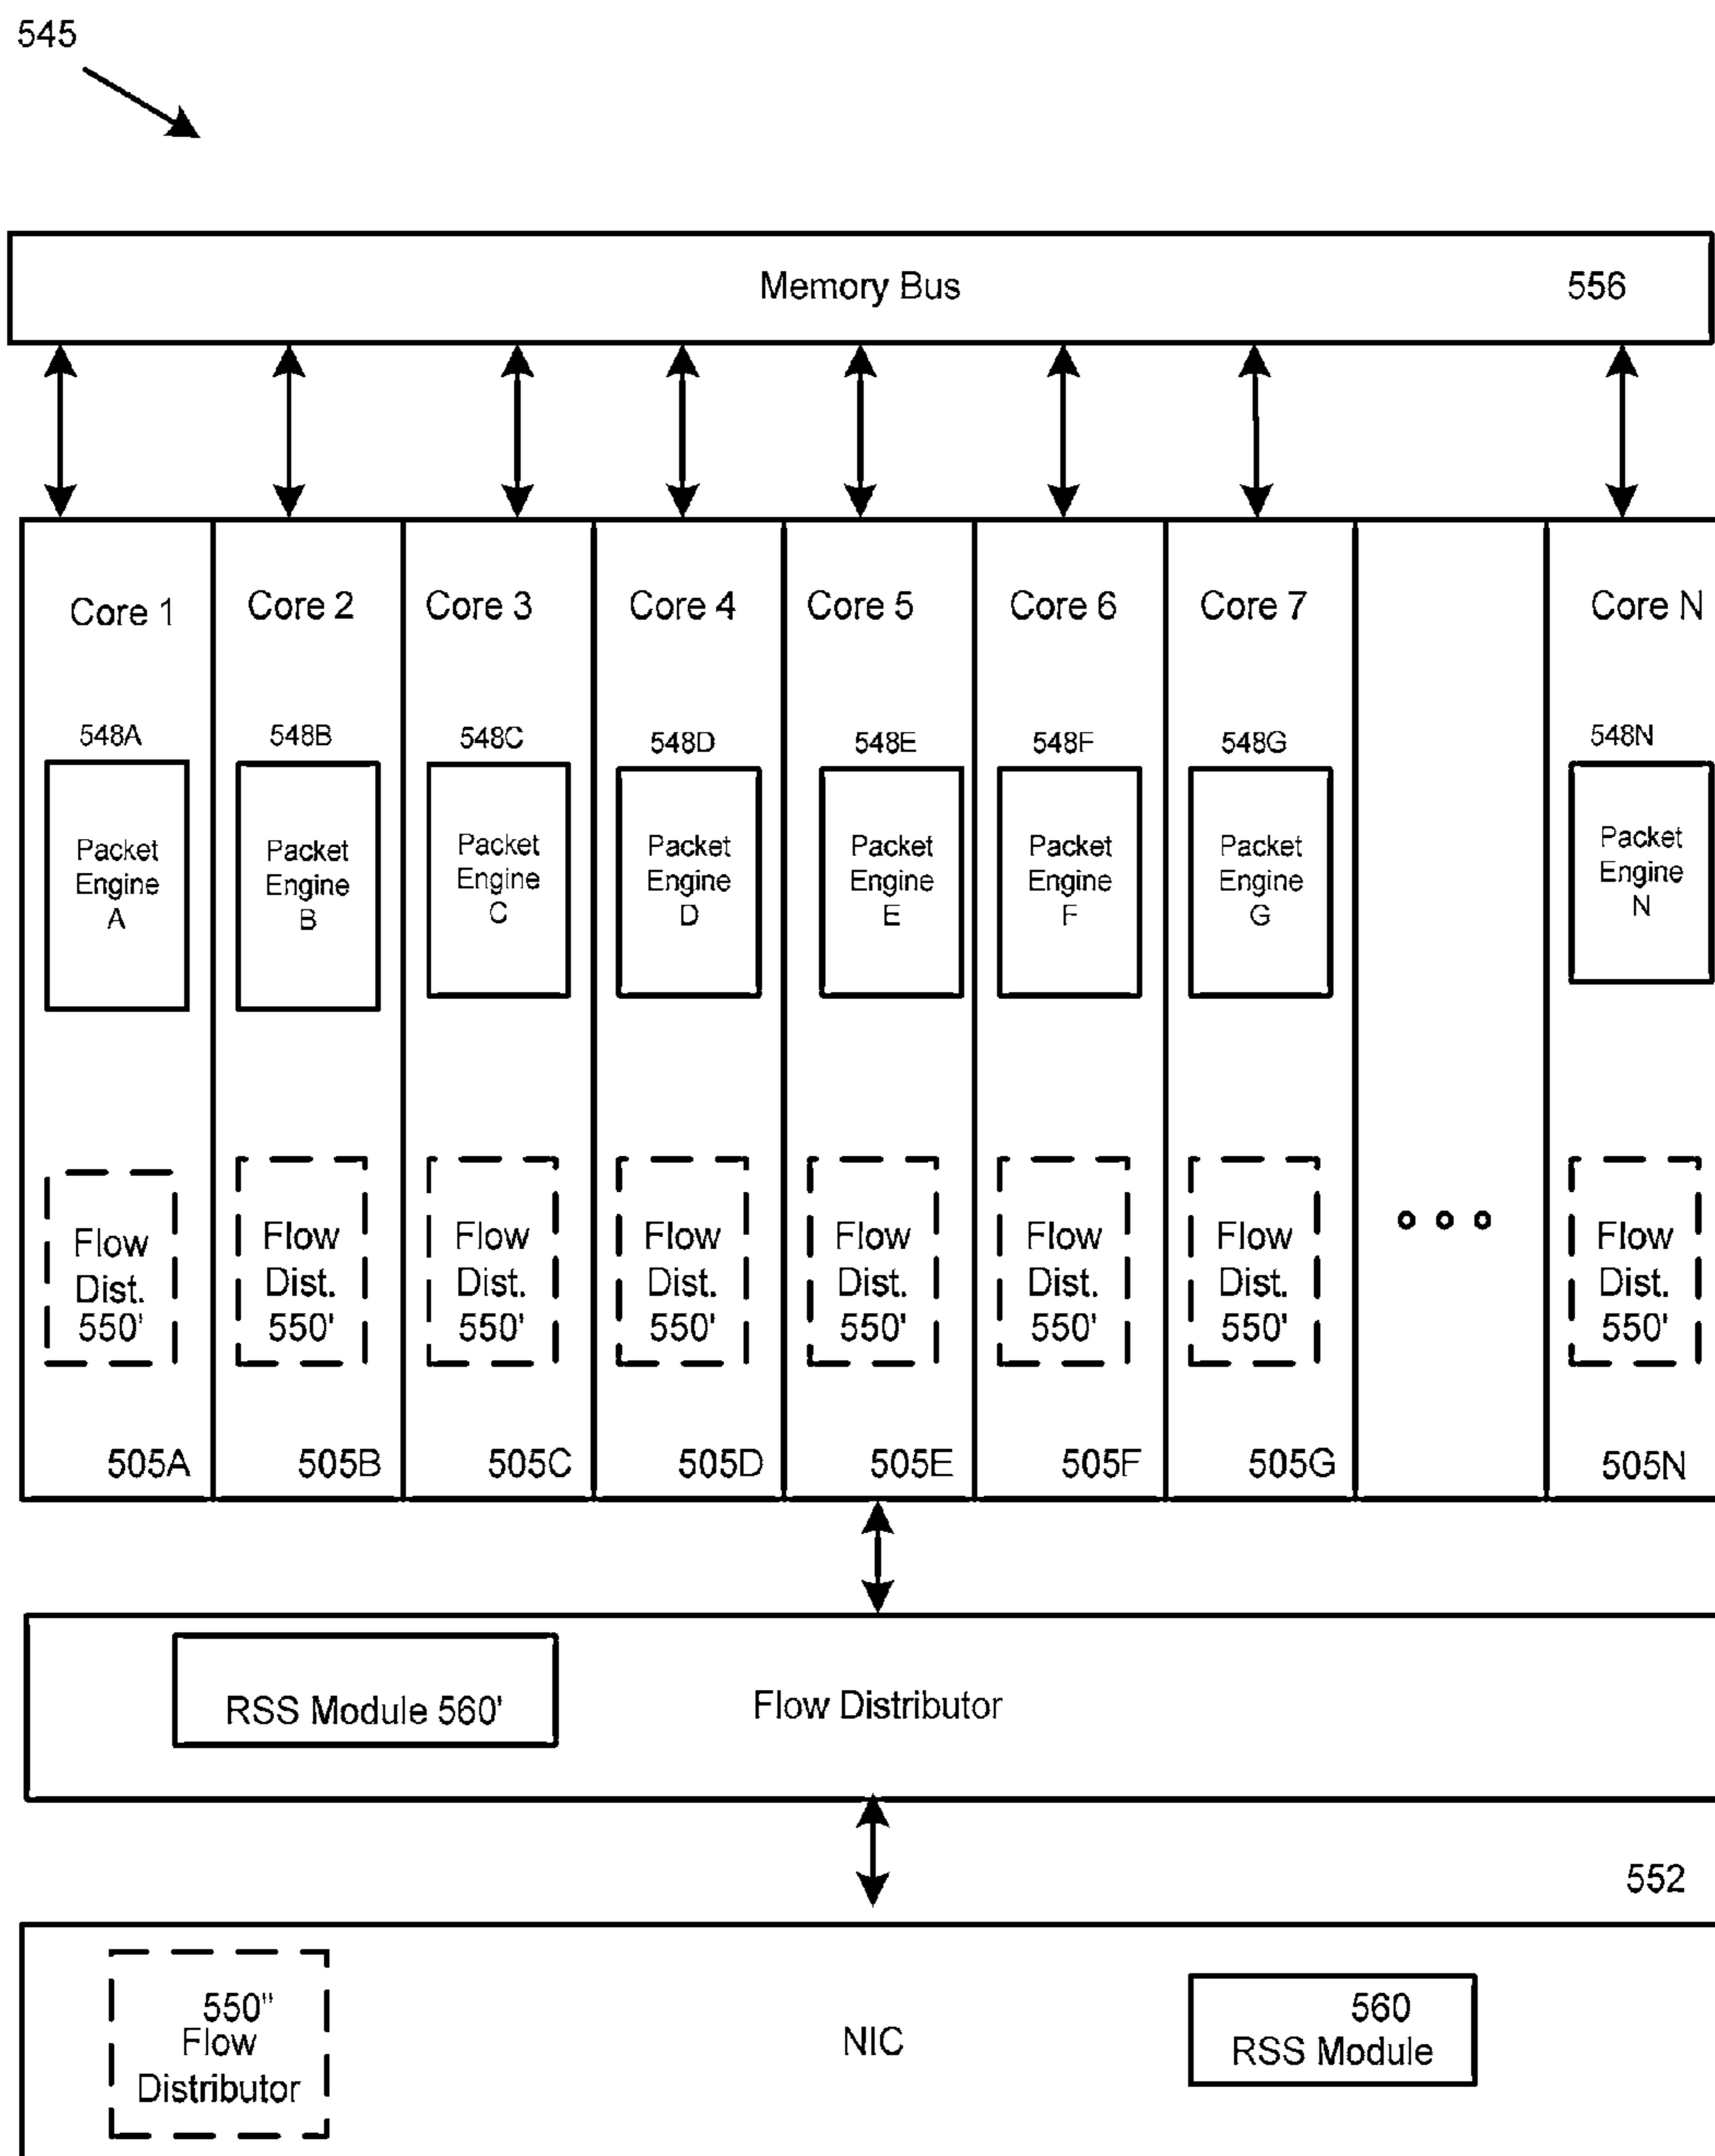 545
Memory Bus 556
Core 1 Core 2 Core 3 Core 4 Core 5 Core 6 Core 7 Core N
548A 548B 548C 548D 548E 548F 548G 548N
Packet Packet Packet Packet Packet Packet Packet Packet
Engine Engine Engine Engine Engine Engine Engine Engine
A B C D E F G N
Flow Flow Flow Flow Flow Flow Flow Flow
Dist. Dist. Dist. Dist. Dist. Dist. Dist. Dist.
550' 550' 550' 550' 550' 550' 550' 550'
505A 505B 505C 505D 505E 505F 505G 505N
RSS Module 560' Flow Distributor
552
550"
Flow
Distributor
NIC
560
RSS Module